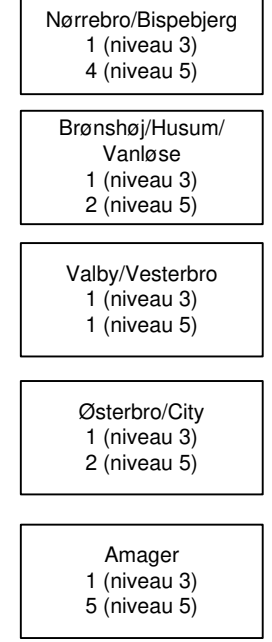 Nørrebro/Bispebjerg
1 (niveau 3)
4 (niveau 5)
Brønshøj/Husum/
Vanløse
1 (niveau 3)
2 (niveau 5)
Valby/Vesterbro
1 (niveau 3)
1 (niveau 5)
Østerbro/City
1 (niveau 3)
2 (niveau 5)
Amager
1 (niveau 3)
5 (niveau 5)